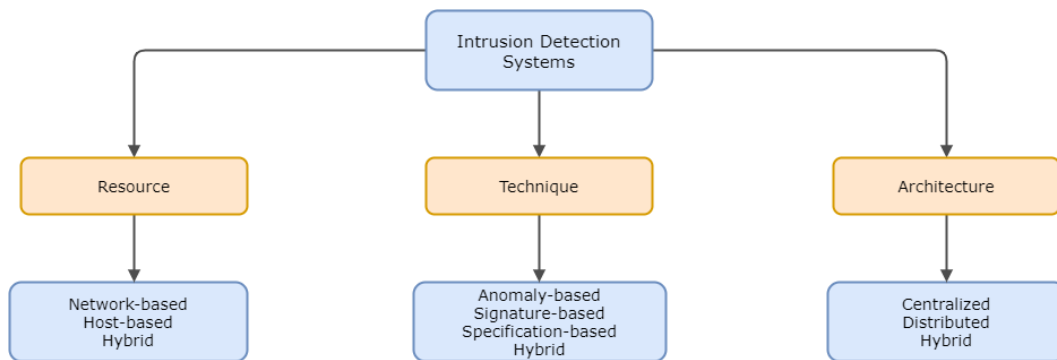 Intrusion Detection
Systems
Resource
Technique
Architecture
Network-based
Host-based
Hybrid
Anomaly-based
Signature-based
Specification-based
Hybrid
Centralized
Distributed
Hybrid